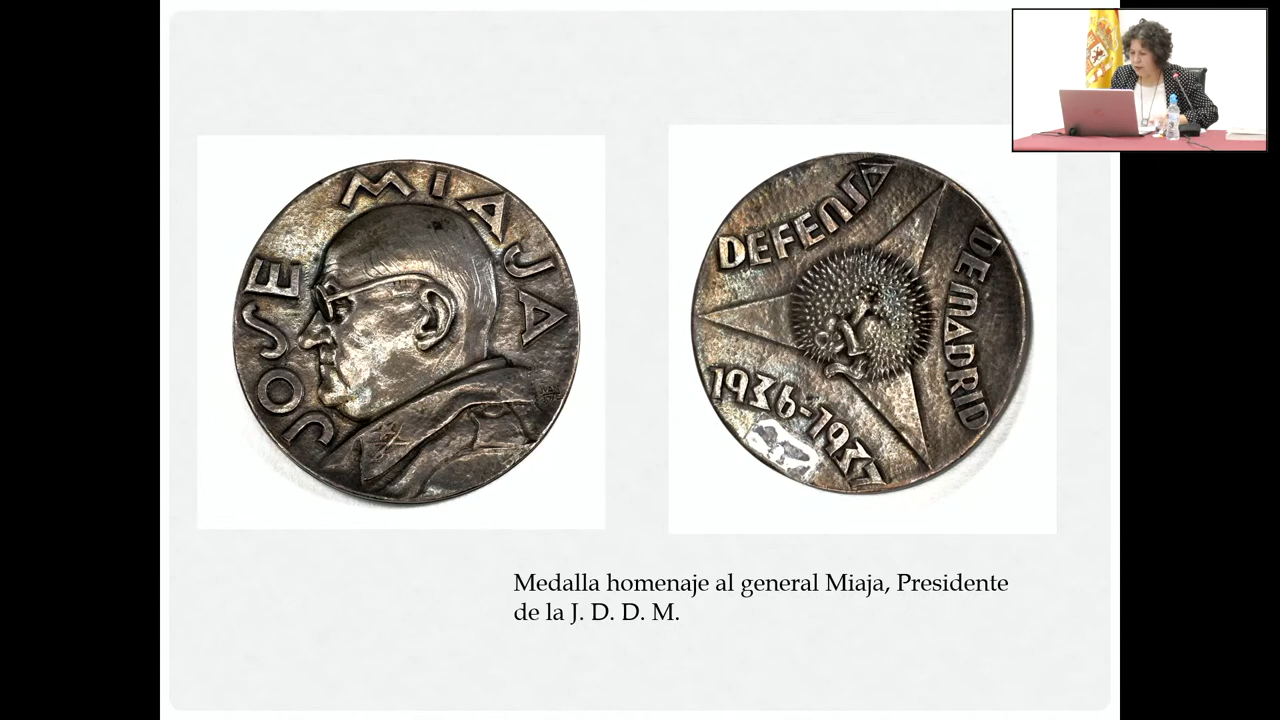 JOSE MIAJA
DEFENSA
DE MADRID
1936-1937
Medalla homenaje al general Miaja, Presidente
de la J. D. D. M.